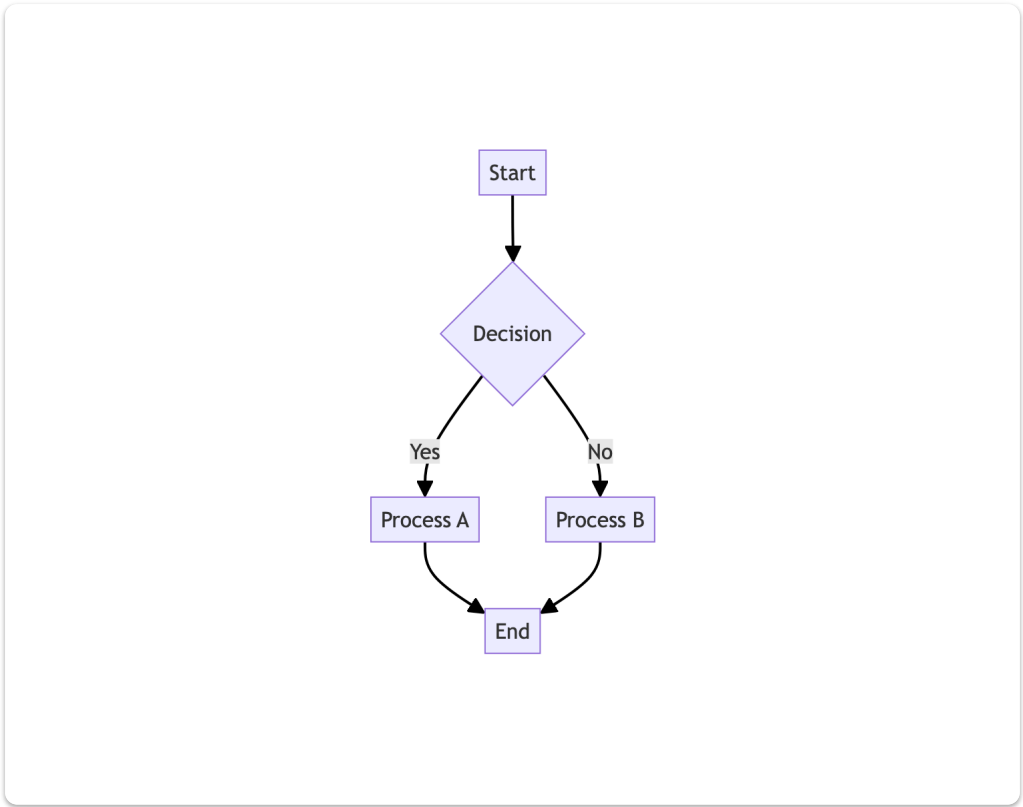 Start
Decision
Yes
No
Process A
Process B
End